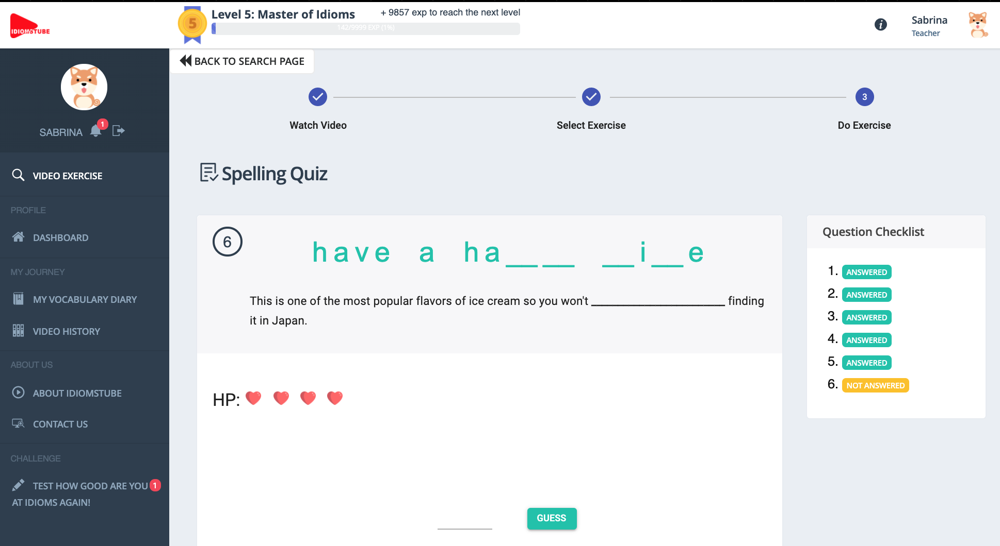 IDIOMSTUBE
5
Level 5: Master of Idioms
+ 9857 exp to reach the next level
142/9999 EXP (1%)
Sabrina
Teacher
SABRINA
1
VIDEO EXERCISE
PROFILE
DASHBOARD
MY JOURNEY
MY VOCABULARY DIARY
VIDEO HISTORY
ABOUT US
ABOUT IDIOMSTUBE
CONTACT US
CHALLENGE
TEST HOW GOOD ARE YOU 1
AT IDIOMS AGAIN!
BACK TO SEARCH PAGE
3
Watch Video
Select Exercise
Do Exercise
Spelling Quiz
6
have a ha__ __ __i__e
This is one of the most popular flavors of ice cream so you won't ______________________ finding
it in Japan.
HP:
GUESS
Question Checklist
1. ANSWERED
2. ANSWERED
3. ANSWERED
4. ANSWERED
5. ANSWERED
6. NOT ANSWERED